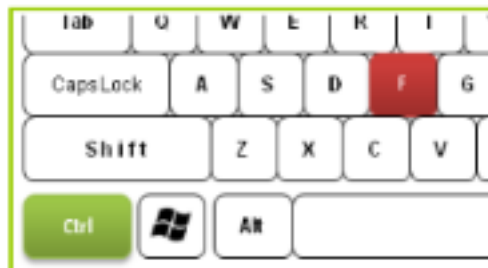 Tab Q W E R T
CapsLock A S D F G
Shift Z X C V
Ctrl Alt